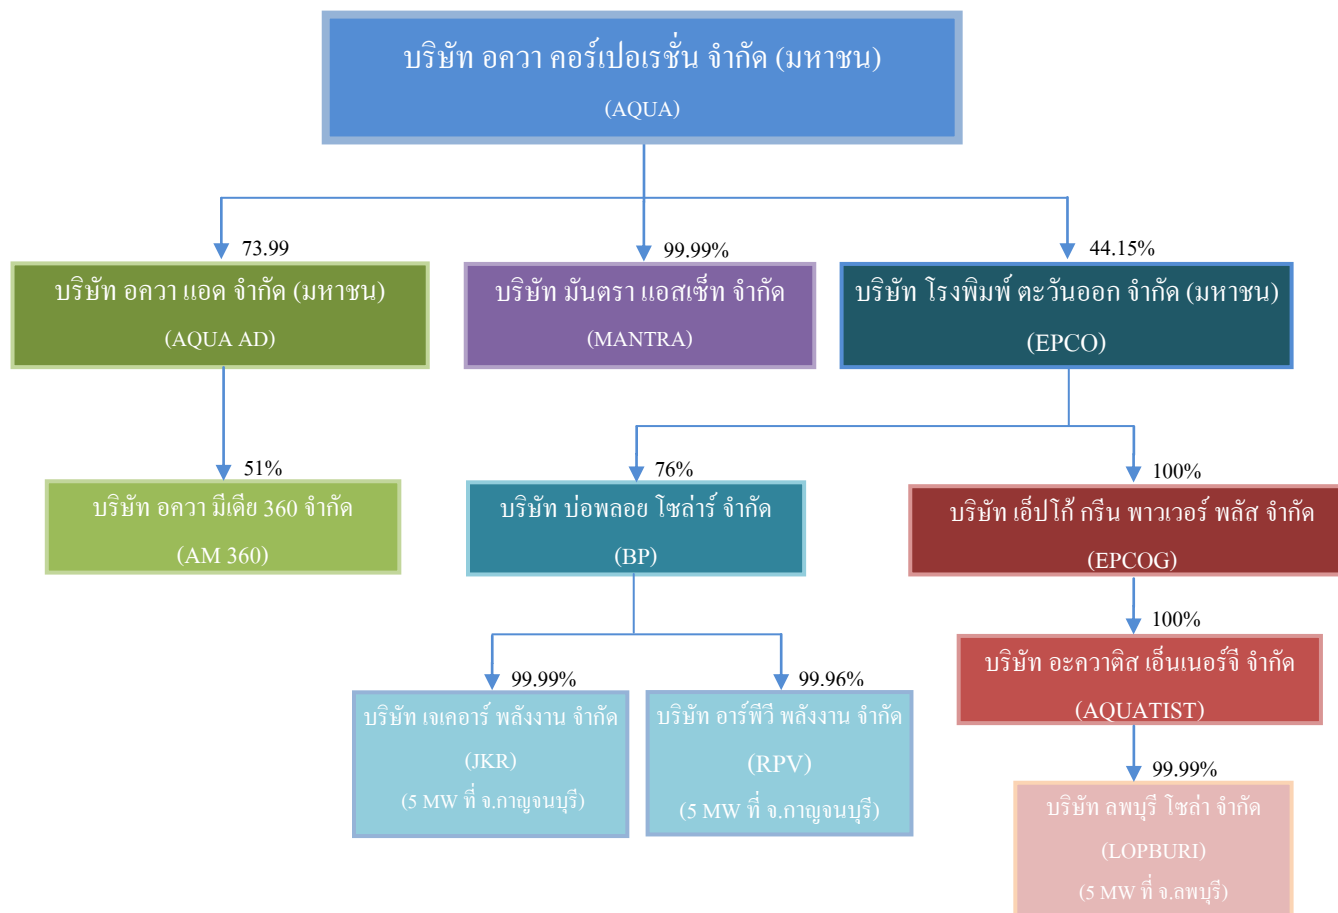 บริษัท อควา คอร์เปอเรชั่น จำกัด (มหาชน)
(AQUA)
73.99
99.99%
44.15%
บริษัท อควา แอด จำกัด (มหาชน)
(AQUA AD)
บริษัท มันตรา แอสเซ็ท จำกัด
(MANTRA)
บริษัท โรงพิมพ์ ตะวันออก จำกัด (มหาชน)
(EPCO)
51%
76%
100%
บริษัท อควา มีเดีย 360 จำกัด
(AM 360)
บริษัท บ่อพลอย โซล่าร์ จำกัด
(BP)
บริษัท เอ็ปโก้ กรีน พาวเวอร์ พลัส จำกัด
(EPCOG)
100%
บริษัท อะควาติส เอ็นเนอร์จี จำกัด
(AQUATIST)
99.99%
99.96%
บริษัท เจเคอาร์ พลังงาน จำกัด
(JKR)
(5 MW ที่ จ.กาญจนบุรี)
บริษัท อาร์พีวี พลังงาน จำกัด
(RPV)
(5 MW ที่ จ.กาญจนบุรี)
99.99%
บริษัท ลพบุรี โซล่า จำกัด
(LOPBURI)
(5 MW ที่ จ.ลพบุรี)